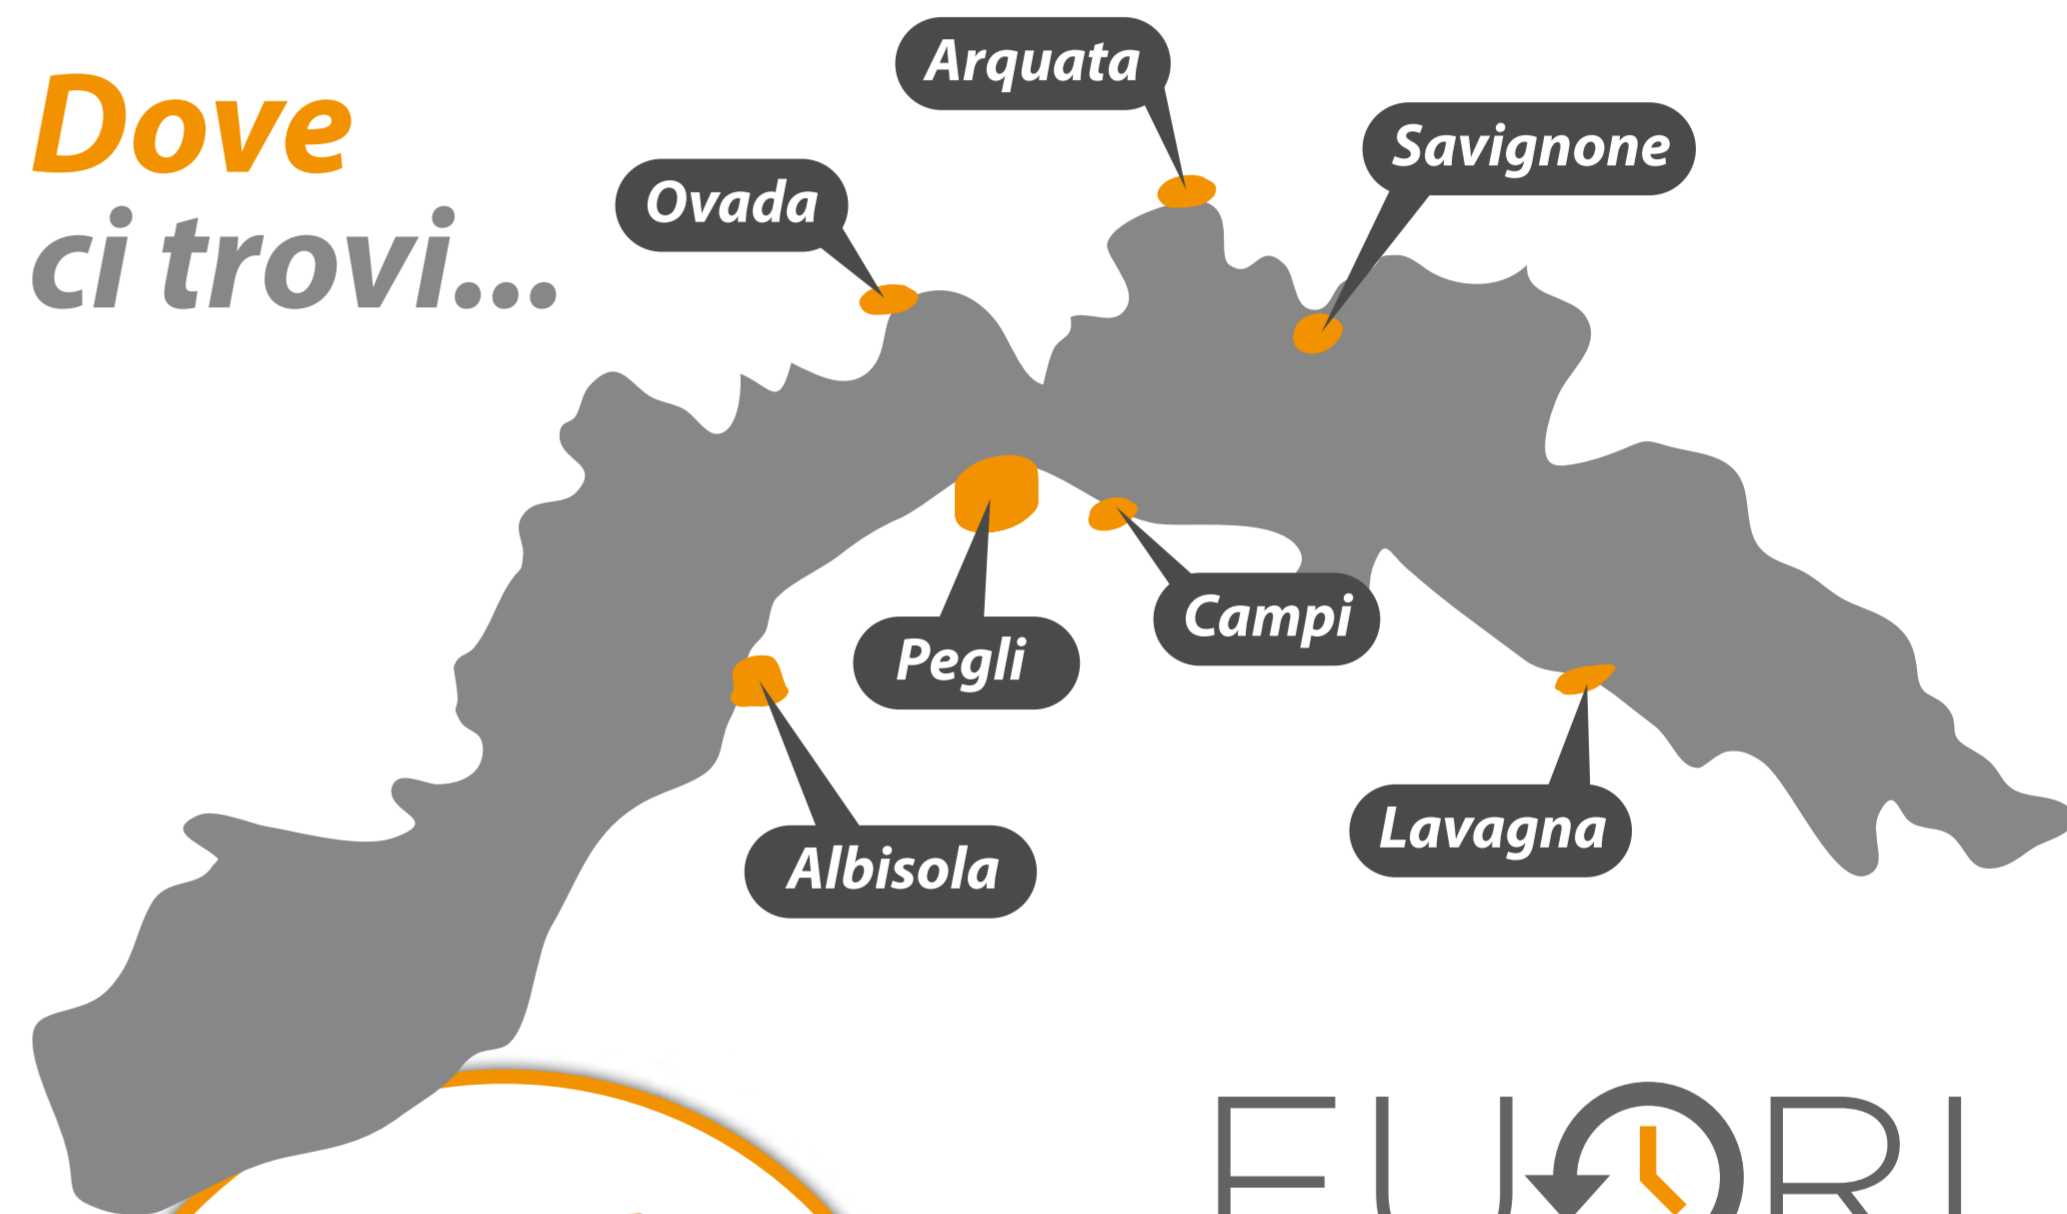 Dove
ci trovi...
Arquata
Savignone
Ovada
Pegli
Campi
Albisola
Lavagna
FUORI